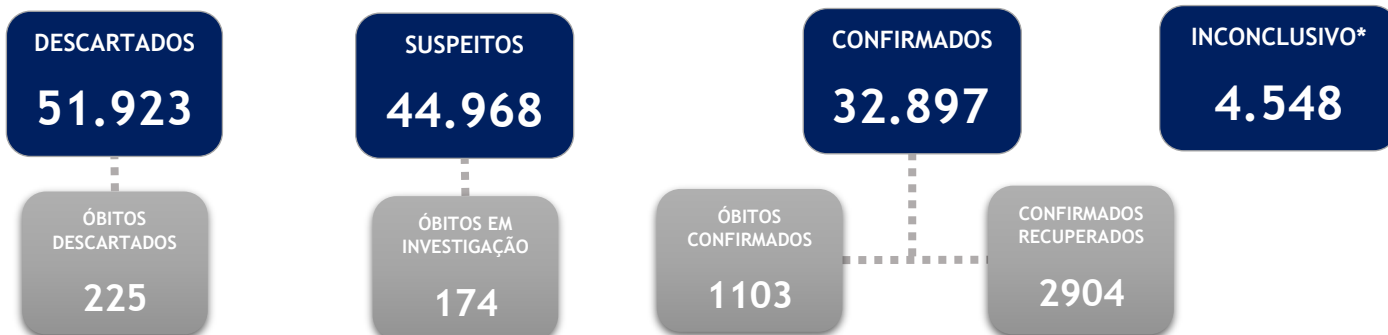 DESCARTADOS
51.923
SUSPEITOS
44.968
CONFIRMADOS
32.897
INCONCLUSIVO*
4.548
ÓBITOS
DESCARTADOS
225
ÓBITOS EM
INVESTIGAÇÃO
174
ÓBITOS
CONFIRMADOS
1103
CONFIRMADOS
RECUPERADOS
2904